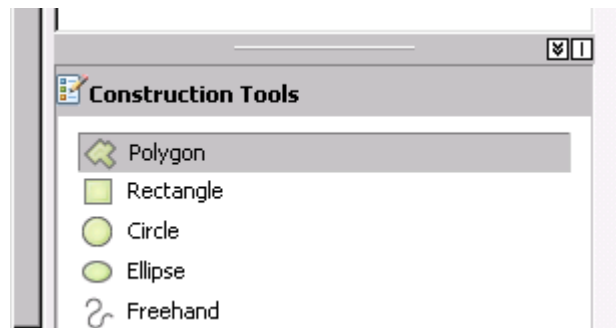 Construction Tools
Polygon
Rectangle
Circle
Ellipse
Freehand